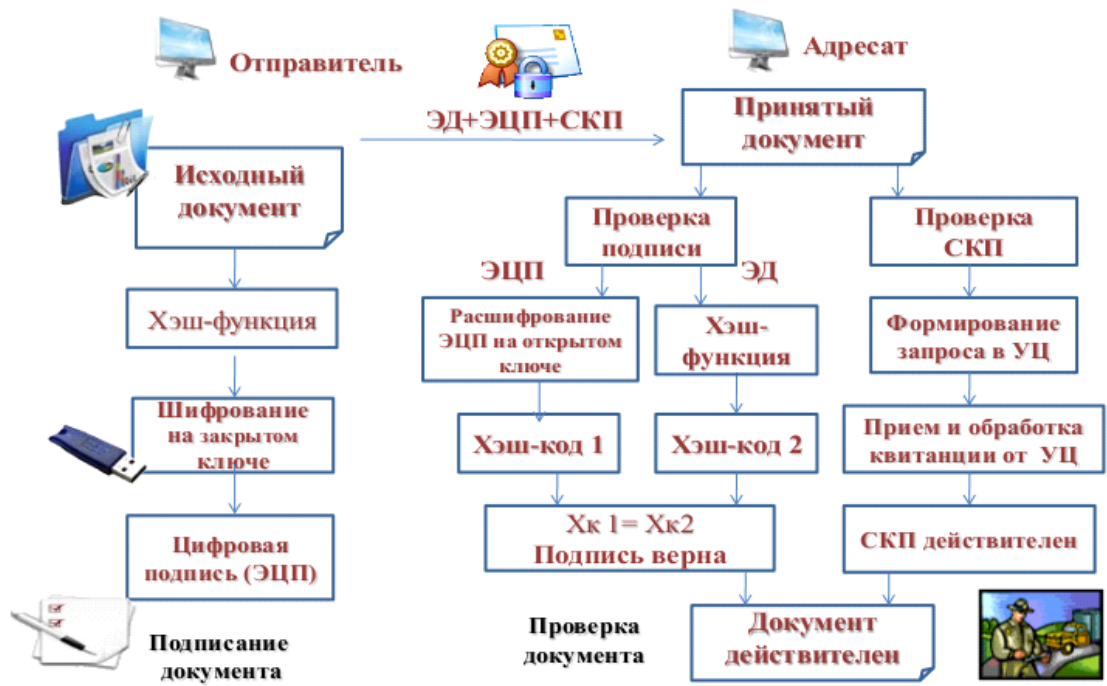 Отправитель
Адресат
ЭД+ЭЦП+СКП
Исходный
документ
Хэш-функция
Шифрование
на закрытом
ключе
Цифровая
подпись (ЭЦП)
Подписание
документа
Принятый
документ
Проверка
подписи
ЭЦП
ЭД
Расшифрование
ЭЦП на открытом
ключе
Хэш-
функция
Хэш-код 1
Хэш-код 2
Хк 1= Хк2
Подпись верна
Проверка
СКП
Формирование
запроса в УЦ
Прием и обработка
квитанции от УЦ
СКП действителен
Проверка
документа
Документ
действителен